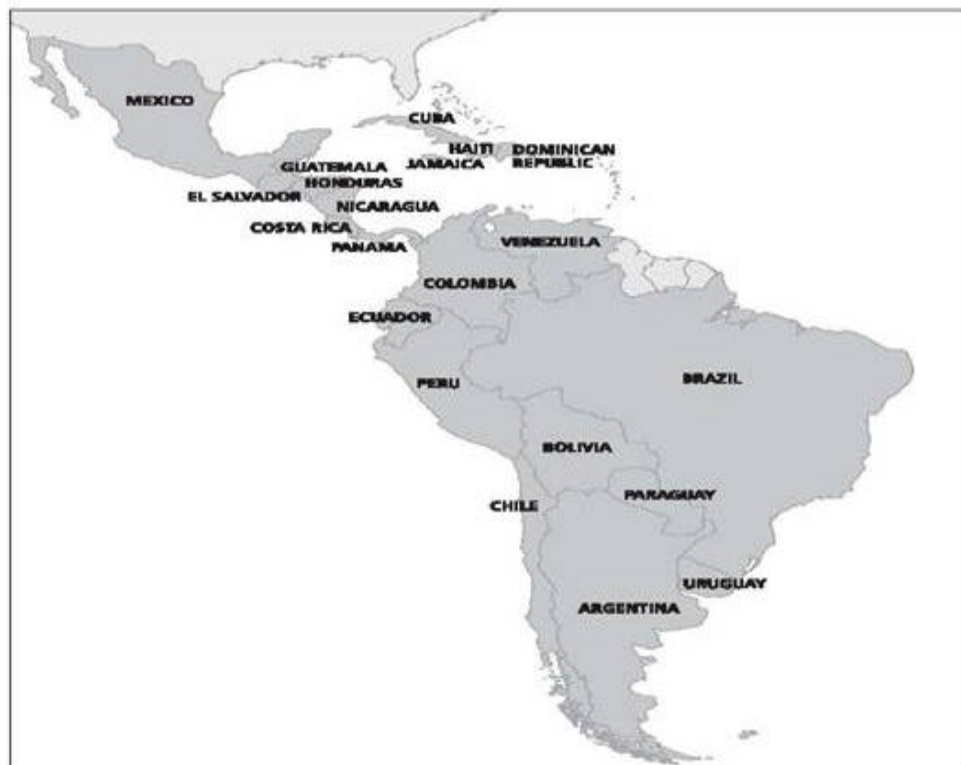 MEXICO
CUBA
HAITI
DOMINICAN
REPUBLIC
JAMAICA
GUATEMALA
HONDURAS
EL SALVADOR
NICARAGUA
COSTA RICA
PANAMA
VENEZUELA
COLOMBIA
ECUADOR
PERU
BRAZIL
BOLIVIA
PARAGUAY
CHILE
URUGUAY
ARGENTINA